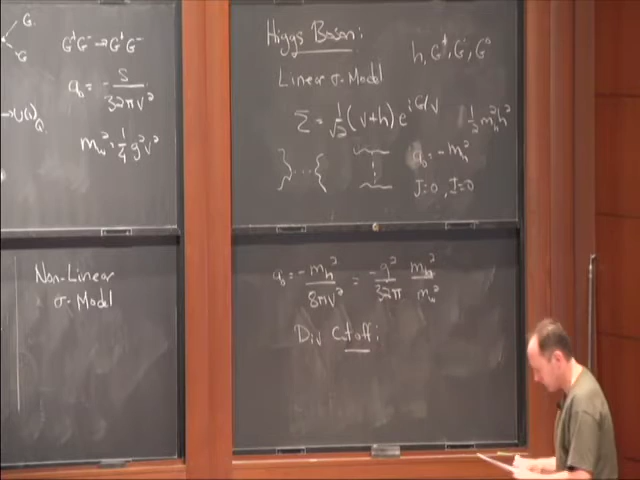 G.
G
G⁺G⁻→G⁺G⁻
a₀ = -s/32πv²
→U(1)_Q.
m_w² = 1/4 g²v²
Non-Linear
σ-Model
Higgs Boson:
h, G⁺, G⁻, G⁰
Linear σ-Model
Σ = 1/√2 (v+h) e^{iG/v}
1/2 m_h² h²
...
a₀ = -m_h²
J=0, I=0
a₀ = -m_h²/8πv² = -g²/32π m_h²/m_w²
Div Cutoff: